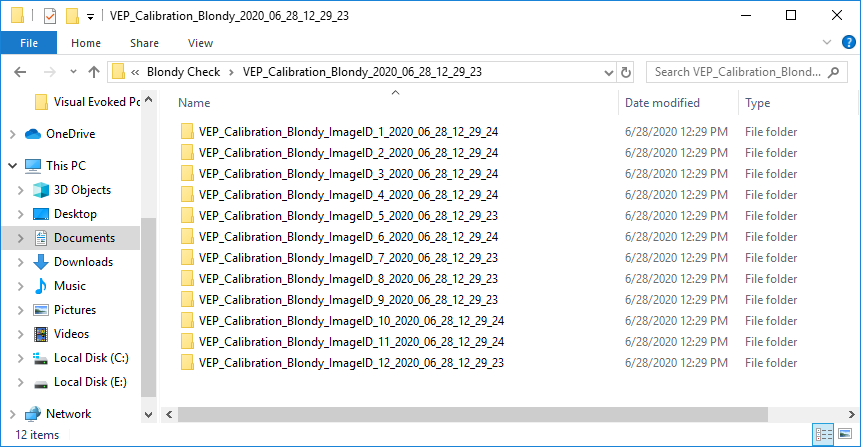 VEP_Calibration_Blondy_2020_06_28_12_29_23
File Home Share View
« Blondy Check > VEP_Calibration_Blondy_2020_06_28_12_29_23
Search VEP_Calibration_Blond...
Visual Evoked Po
OneDrive
This PC
3D Objects
Desktop
Documents
Downloads
Music
Pictures
Videos
Local Disk (C:)
Local Disk (E:)
Network
Name Date modified Type
VEP_Calibration_Blondy_ImageID_1_2020_06_28_12_29_24 6/28/2020 12:29 PM File folder
VEP_Calibration_Blondy_ImageID_2_2020_06_28_12_29_24 6/28/2020 12:29 PM File folder
VEP_Calibration_Blondy_ImageID_3_2020_06_28_12_29_24 6/28/2020 12:29 PM File folder
VEP_Calibration_Blondy_ImageID_4_2020_06_28_12_29_24 6/28/2020 12:29 PM File folder
VEP_Calibration_Blondy_ImageID_5_2020_06_28_12_29_23 6/28/2020 12:29 PM File folder
VEP_Calibration_Blondy_ImageID_6_2020_06_28_12_29_24 6/28/2020 12:29 PM File folder
VEP_Calibration_Blondy_ImageID_7_2020_06_28_12_29_23 6/28/2020 12:29 PM File folder
VEP_Calibration_Blondy_ImageID_8_2020_06_28_12_29_23 6/28/2020 12:29 PM File folder
VEP_Calibration_Blondy_ImageID_9_2020_06_28_12_29_23 6/28/2020 12:29 PM File folder
VEP_Calibration_Blondy_ImageID_10_2020_06_28_12_29_24 6/28/2020 12:29 PM File folder
VEP_Calibration_Blondy_ImageID_11_2020_06_28_12_29_24 6/28/2020 12:29 PM File folder
VEP_Calibration_Blondy_ImageID_12_2020_06_28_12_29_23 6/28/2020 12:29 PM File folder
12 items